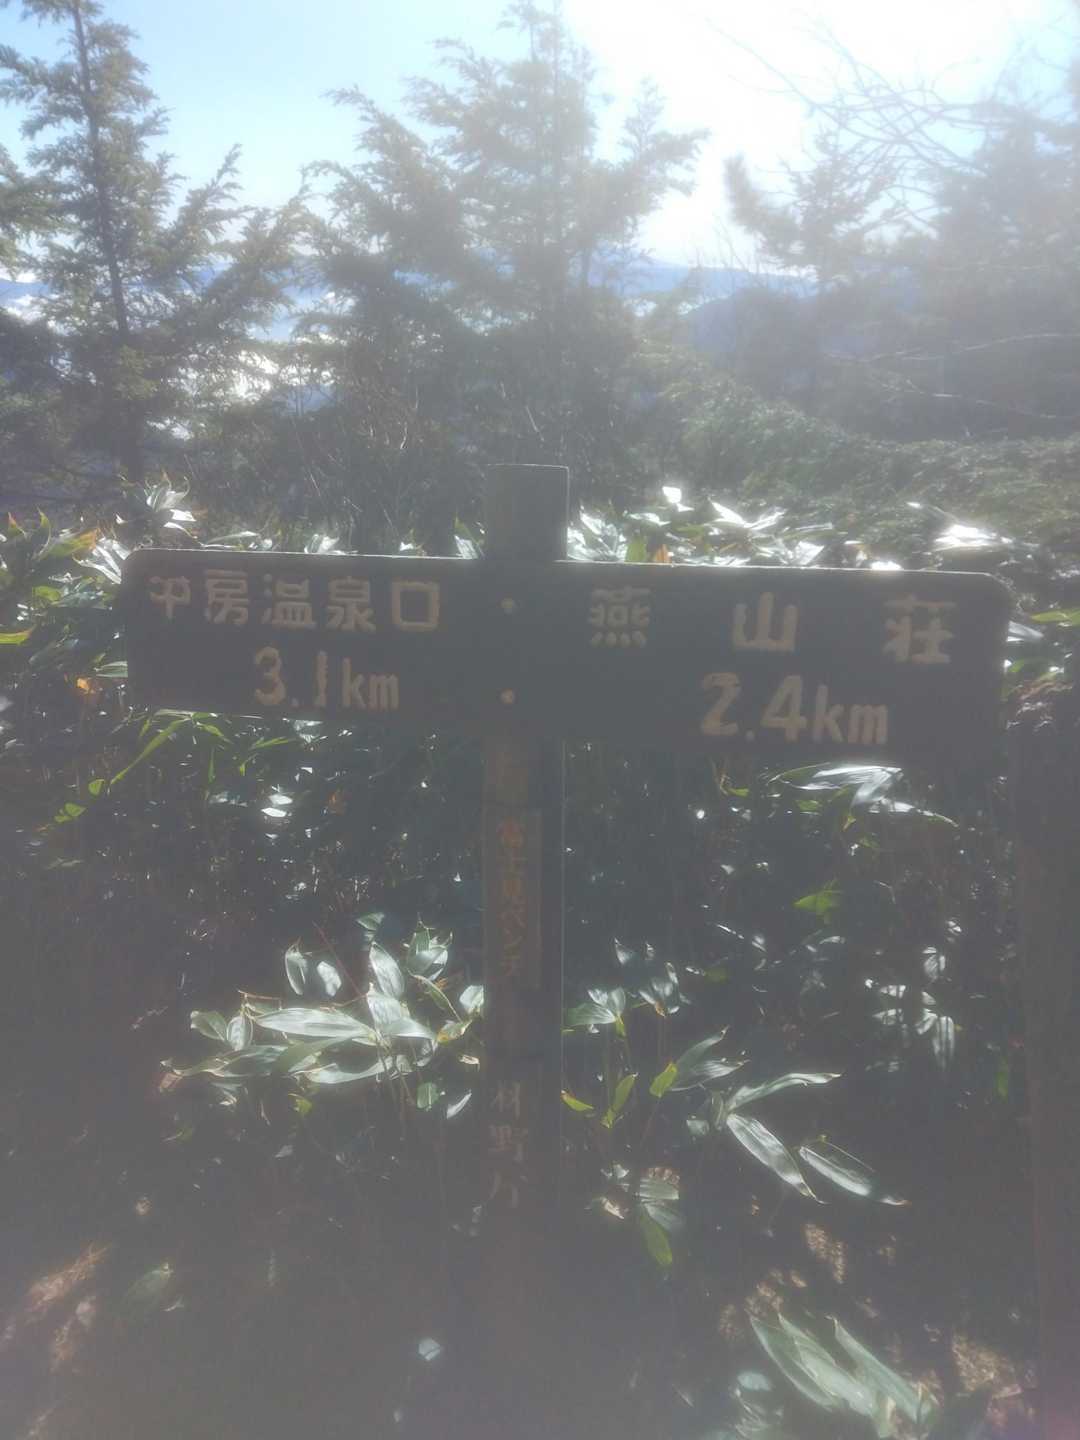 中房温泉口
3.1km
燕山荘
2.4km
富士見ベンチ
林野庁